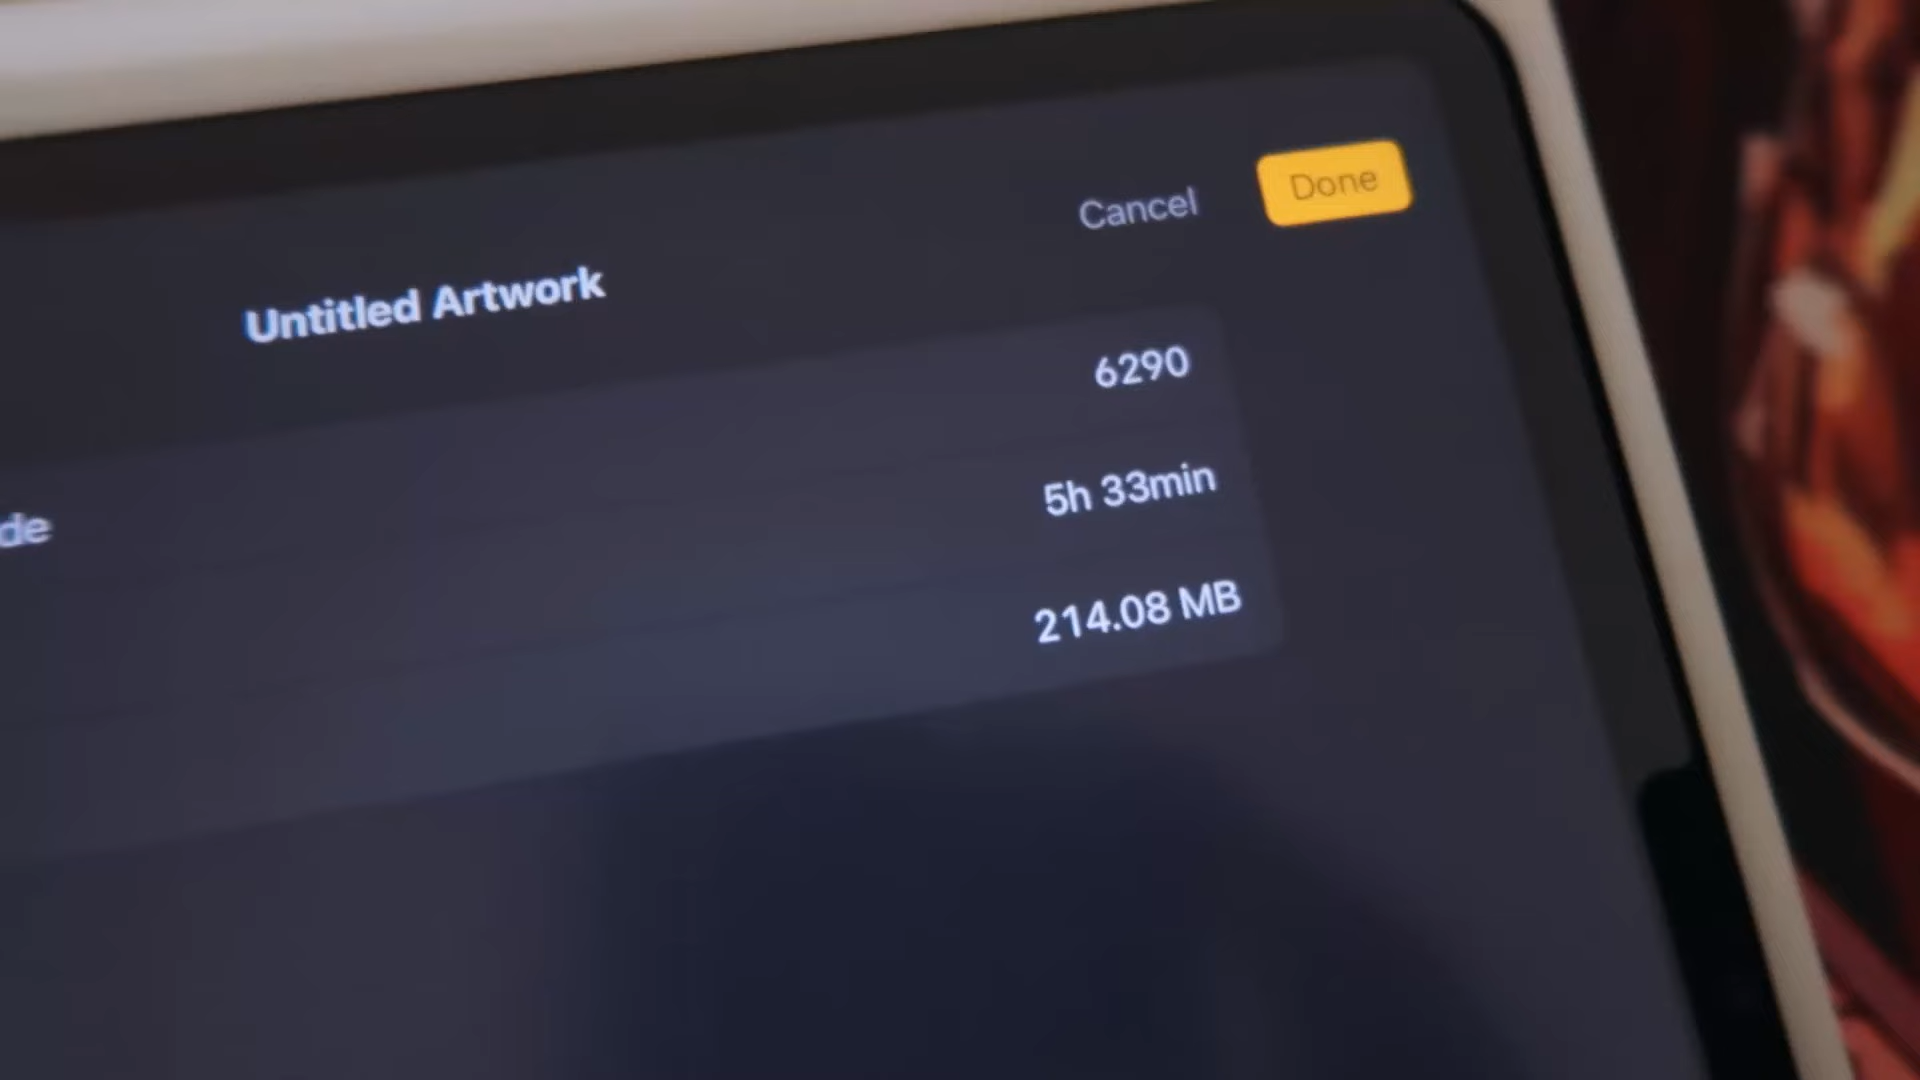 Cancel
Done
Untitled Artwork
6290
de
5h 33min
214.08 MB